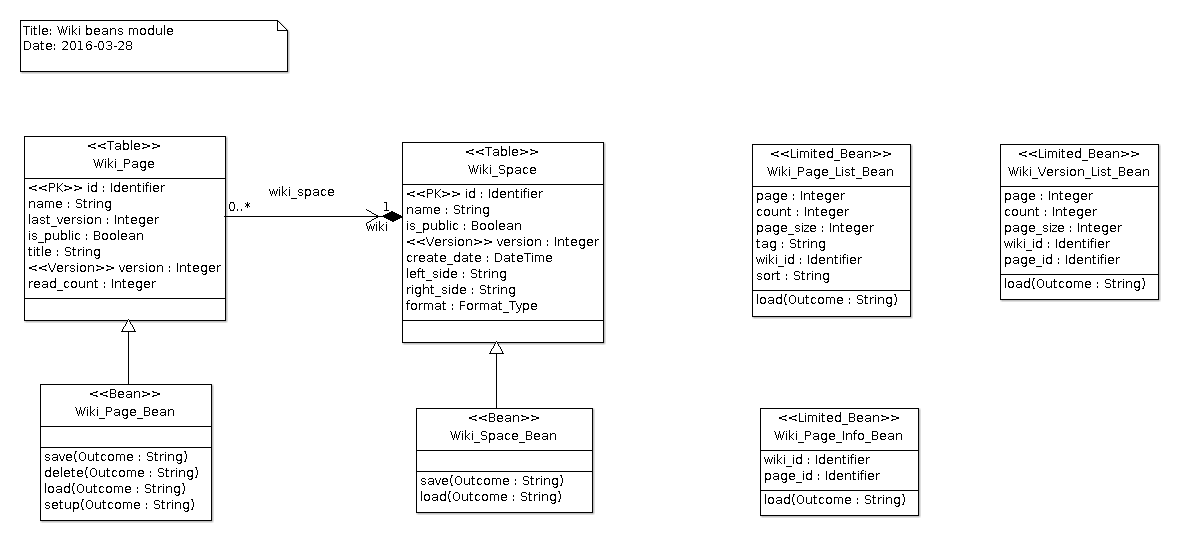 Title: Wiki beans module
Date: 2016-03-28
<<Table>>
Wiki_Page
<<PK>> id : Identifier
name : String
last_version : Integer
is_public : Boolean
title : String
<<Version>> version : Integer
read_count : Integer
wiki_space
0..*
1
wiki
<<Table>>
Wiki_Space
<<PK>> id : Identifier
name : String
is_public : Boolean
<<Version>> version : Integer
create_date : DateTime
left_side : String
right_side : String
format : Format_Type
<<Limited_Bean>>
Wiki_Page_List_Bean
page : Integer
count : Integer
page_size : Integer
tag : String
wiki_id : Identifier
sort : String
load(Outcome : String)
<<Limited_Bean>>
Wiki_Version_List_Bean
page : Integer
count : Integer
page_size : Integer
wiki_id : Identifier
page_id : Identifier
load(Outcome : String)
<<Bean>>
Wiki_Page_Bean
save(Outcome : String)
delete(Outcome : String)
load(Outcome : String)
setup(Outcome : String)
<<Bean>>
Wiki_Space_Bean
save(Outcome : String)
load(Outcome : String)
<<Limited_Bean>>
Wiki_Page_Info_Bean
wiki_id : Identifier
page_id : Identifier
load(Outcome : String)